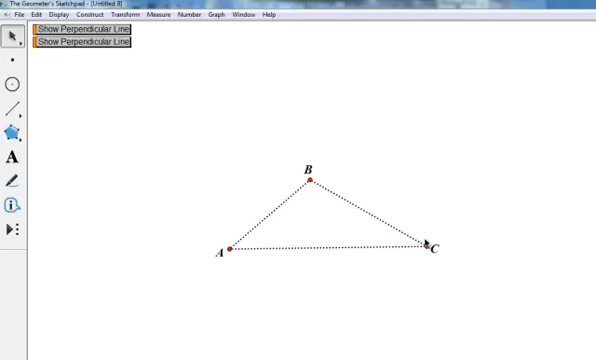 The Geometer's Sketchpad - [Untitled 8]
File Edit Display Construct Transform Measure Number Graph Window Help
Show Perpendicular Line
Show Perpendicular Line
A
B
A
C